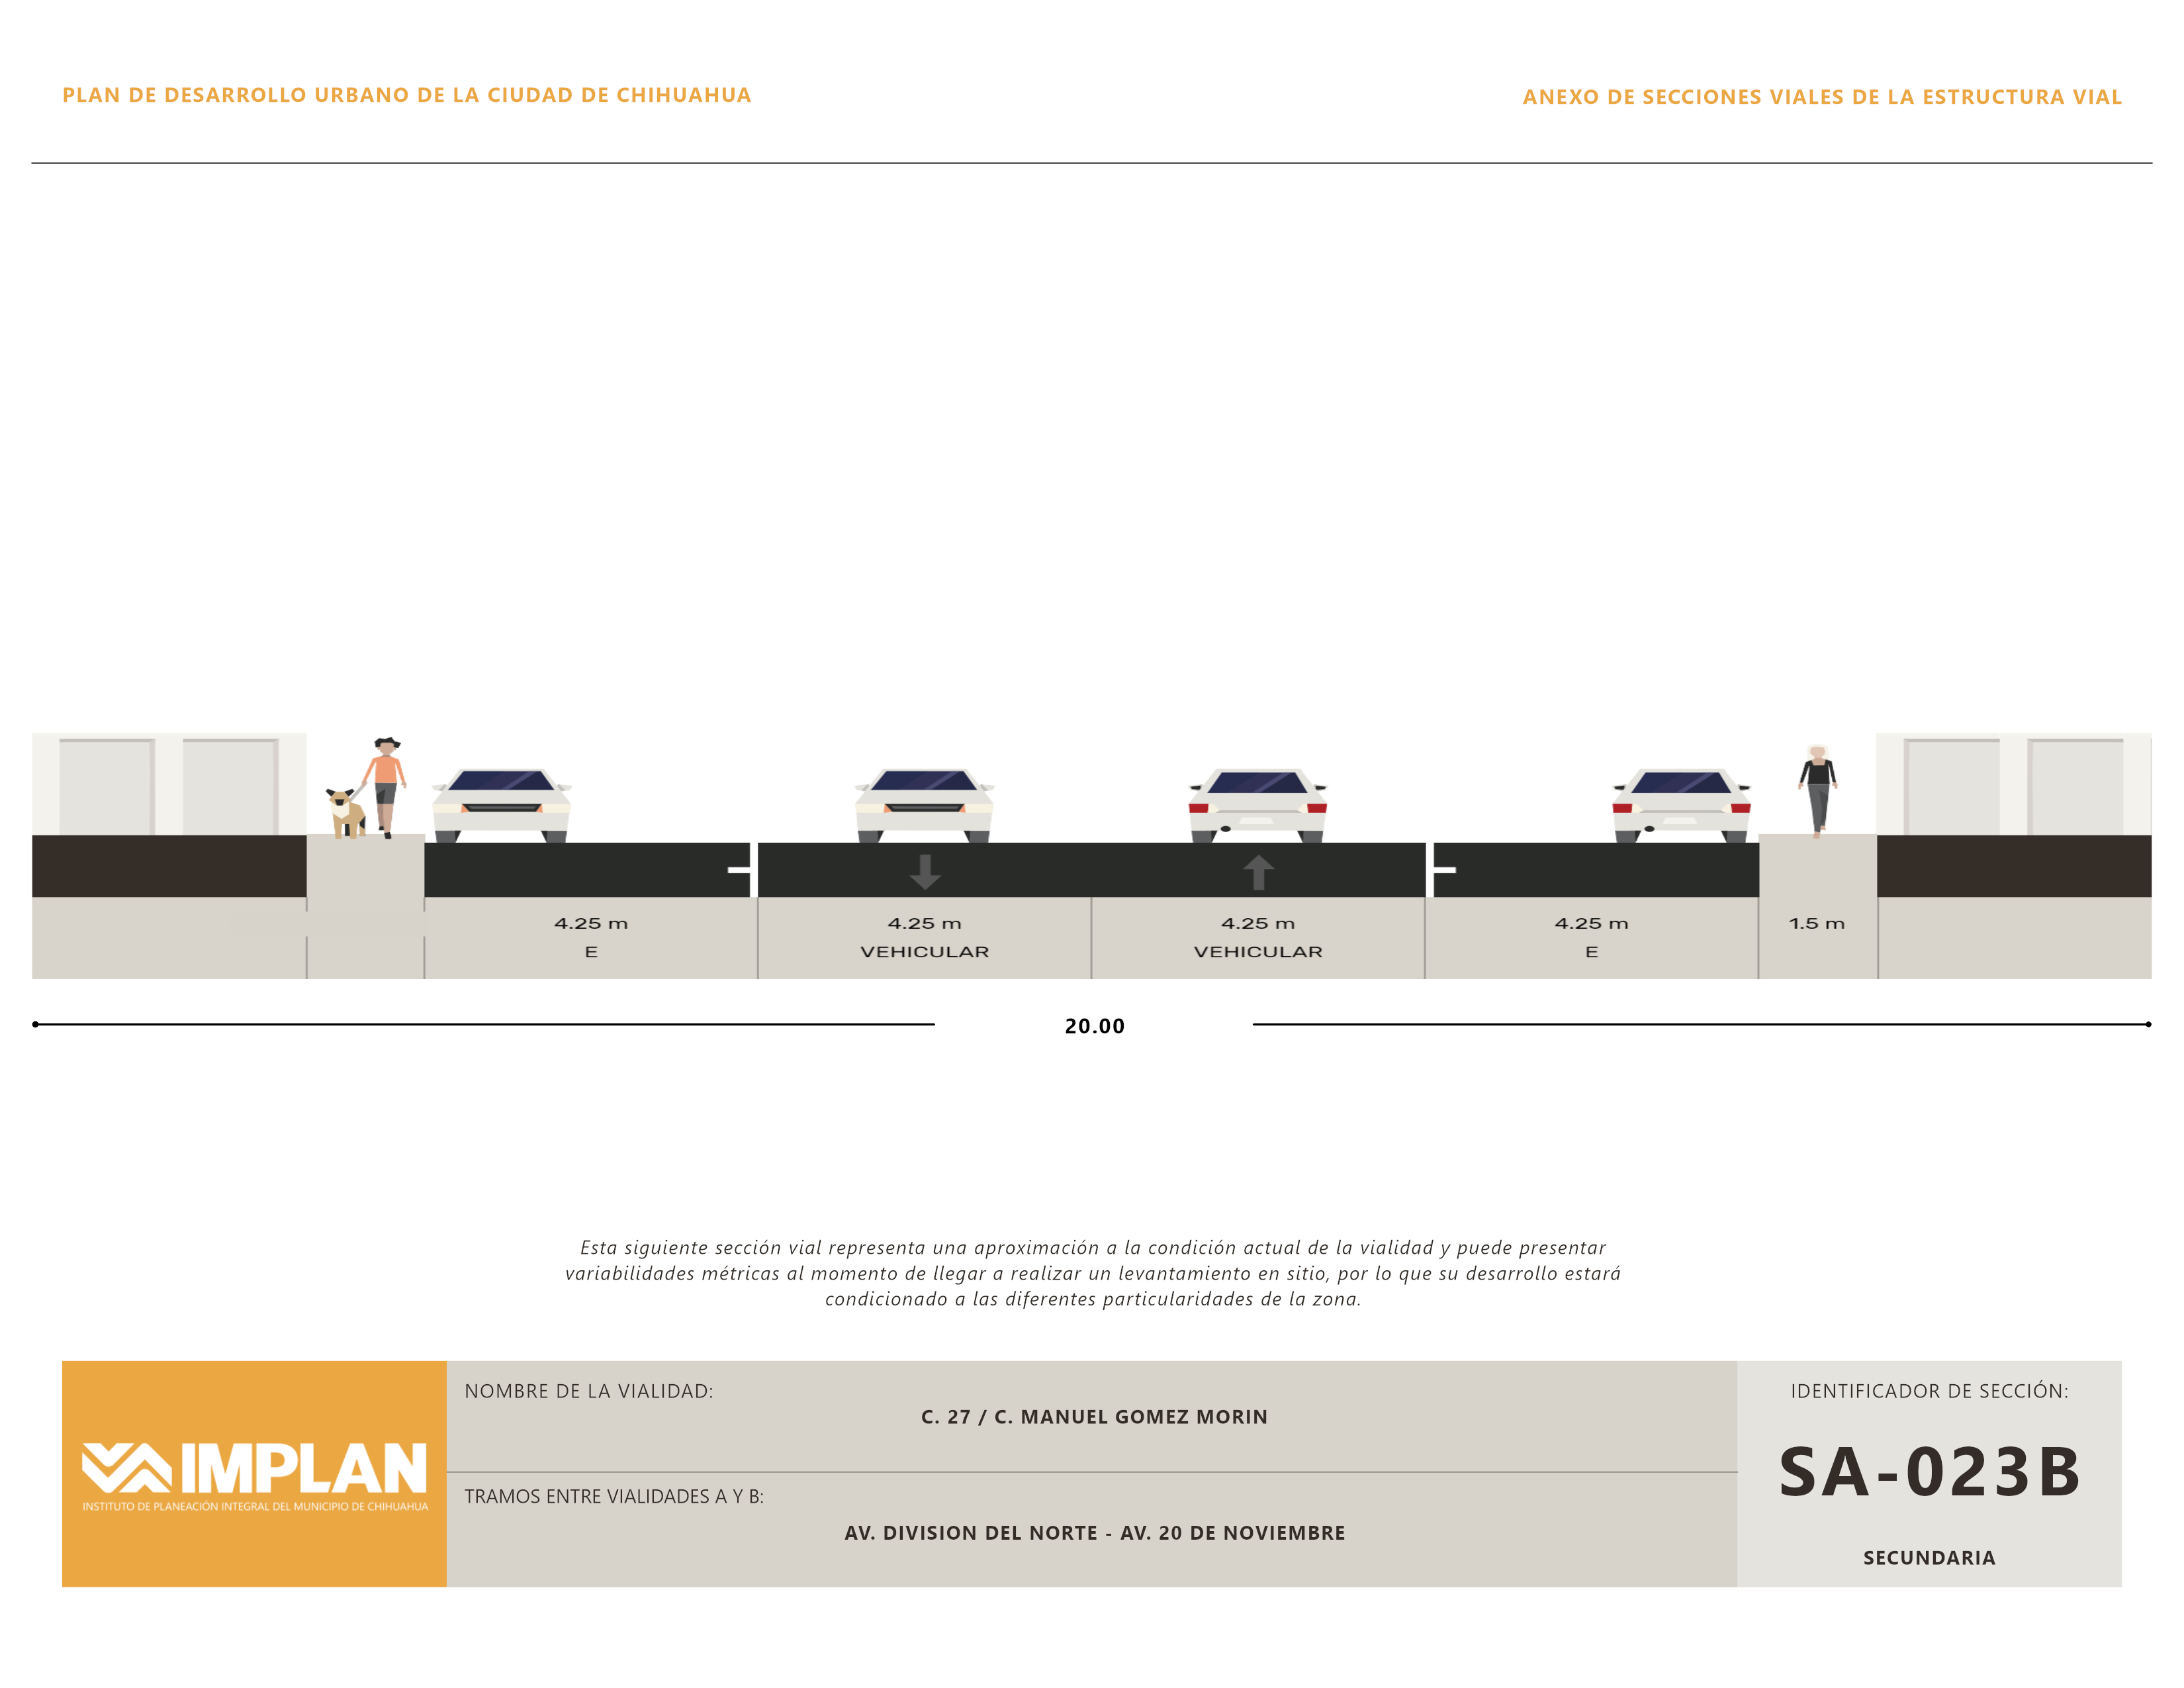 PLAN DE DESARROLLO URBANO DE LA CIUDAD DE CHIHUAHUA
ANEXO DE SECCIONES VIALES DE LA ESTRUCTURA VIAL
4.25 m
E
4.25 m
VEHICULAR
4.25 m
VEHICULAR
4.25 m
E
1.5 m
20.00
Esta siguiente sección vial representa una aproximación a la condición actual de la vialidad y puede presentar
variabilidades métricas al momento de llegar a realizar un levantamiento en sitio, por lo que su desarrollo estará
condicionado a las diferentes particularidades de la zona.
IMPLAN
INSTITUTO DE PLANEACIÓN INTEGRAL DEL MUNICIPIO DE CHIHUAHUA
NOMBRE DE LA VIALIDAD:
C. 27 / C. MANUEL GOMEZ MORIN
TRAMOS ENTRE VIALIDADES A Y B:
AV. DIVISION DEL NORTE - AV. 20 DE NOVIEMBRE
IDENTIFICADOR DE SECCIÓN:
SA-023B
SECUNDARIA